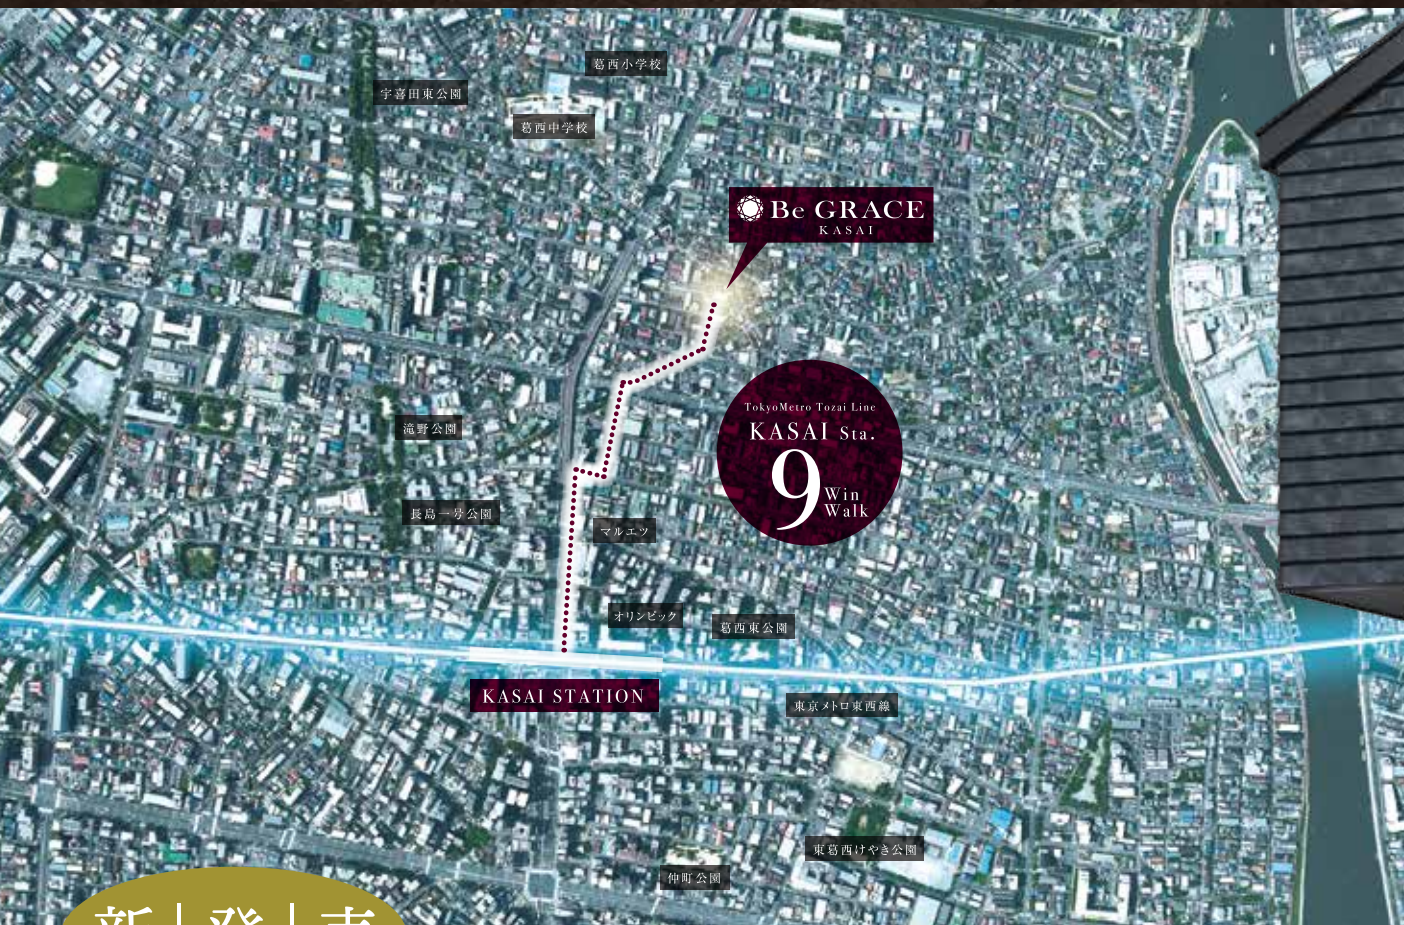 葛西小学校
宇喜田東公園
葛西中学校
Be GRACE
KASAI
TokyoMetro Tozai Line
KASAI Sta.
9 Win
Walk
滝野公園
長島一号公園
マルエツ
オリンピック
葛西東公園
KASAI STATION
東京メトロ東西線
東葛西けやき公園
仲町公園
新|登|